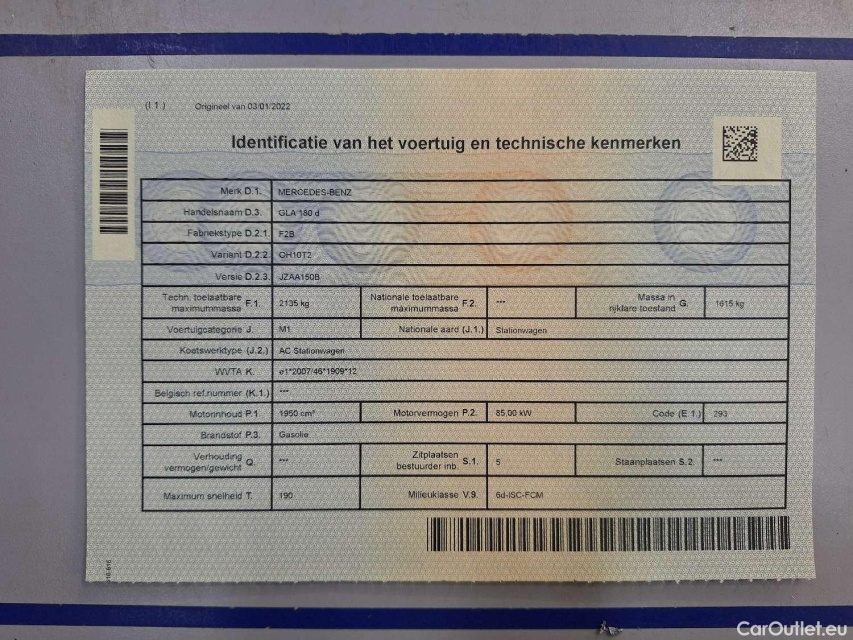 (I.1.) Origineel van 03/01/2022
Identificatie van het voertuig en technische kenmerken
Merk D.1. MERCEDES-BENZ
Handelsnaam D.3. GLA 180 d
Fabriekstype D.2.1. F2B
Variant D.2.2. OH10T2
Versie D.2.3. JZAA150B
Techn. toelaatbare maximummassa F.1. 2135 kg Nationale toelaatbare maximummassa F.2. *** Massa in rijklare toestand G. 1615 kg
Voertuigcategorie J. M1 Nationale aard (J.1.) Stationwagen
Koetswerktype (J.2.) AC Stationwagen
WVTA K. e1*2007/46*1909*12
Belgisch ref.nummer (K.1.) ***
Motorinhoud P.1. 1950 cm³ Motorvermogen P.2. 85,00 kW Code (E.1.) 293
Brandstof P.3. Gasolie
Verhouding vermogen/gewicht Q. *** Zitplaatsen bestuurder inb. S.1. 5 Staanplaatsen S.2. ***
Maximum snelheid T. 190 Milieuklasse V.9. 6d-ISC-FCM
CarOutlet.eu